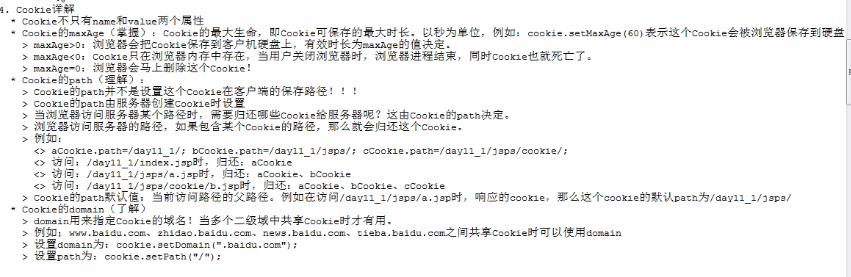 4. Cookie详解
* Cookie不只有name和value两个属性
* Cookie的maxAge（掌握）：Cookie的最大生命，即Cookie可保存的最大时长。以秒为单位，例如：cookie.setMaxAge(60)表示这个Cookie会被浏览器保存到硬盘
> maxAge>0：浏览器会把Cookie保存到客户机硬盘上，有效时长为maxAge的值决定。
> maxAge<0：Cookie只在浏览器内存中存在，当用户关闭浏览器时，浏览器进程结束，同时Cookie也就死亡了。
> maxAge=0：浏览器会马上删除这个Cookie！
* Cookie的path（理解）：
> Cookie的path并不是设置这个Cookie在客户端的保存路径！！！
> Cookie的path由服务器创建Cookie时设置
> 当浏览器访问服务器某个路径时，需要归还哪些Cookie给服务器呢？这由Cookie的path决定。
> 浏览器访问服务器的路径，如果包含某个Cookie的路径，那么就会归还这个Cookie。
> 例如：
<> aCookie.path=/day11_1/; bCookie.path=/day11_1/jsps/; cCookie.path=/day11_1/jsps/cookie/;
<> 访问：/day11_1/index.jsp时，归还：aCookie
<> 访问：/day11_1/jsps/a.jsp时，归还：aCookie、bCookie
<> 访问：/day11_1/jsps/cookie/b.jsp时，归还：aCookie、bCookie、cCookie
> Cookie的path默认值：当前访问路径的父路径。例如在访问/day11_1/jsps/a.jsp时，响应的cookie，那么这个cookie的默认path为/day11_1/jsps/
* Cookie的domain（了解）
> domain用来指定Cookie的域名！当多个二级域中共享Cookie时才有用。
> 例如；www.baidu.com、zhidao.baidu.com、news.baidu.com、tieba.baidu.com之间共享Cookie时可以使用domain
> 设置domain为：cookie.setDomain(".baidu.com");
> 设置path为：cookie.setPath("/");